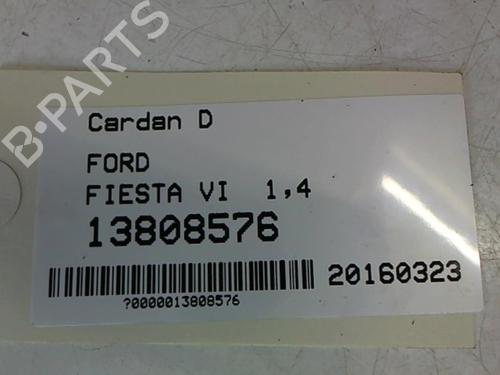 B-PARTS
Cardan D
FORD
FIESTA VI 1,4
13808576
20160323
?0000013808576